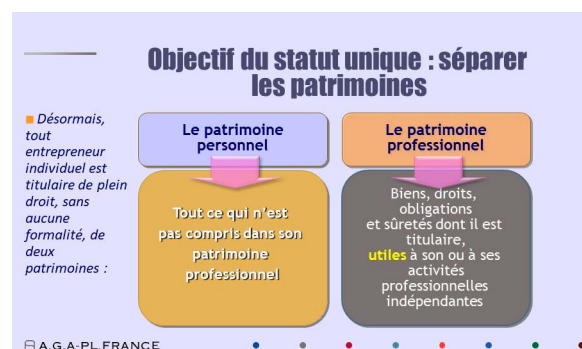 Objectif du statut unique : séparer
les patrimoines
■ Désormais,
tout
entrepreneur
individuel est
titulaire de plein
droit, sans
aucune
formalité, de
deux
patrimoines :
Le patrimoine
personnel
Tout ce qui n'est
pas compris dans son
patrimoine
professionnel
Le patrimoine
professionnel
Biens, droits,
obligations
et sûretés dont il est
titulaire,
utiles à son ou à ses
activités
professionnelles
indépendantes
A.G.A-PL FRANCE